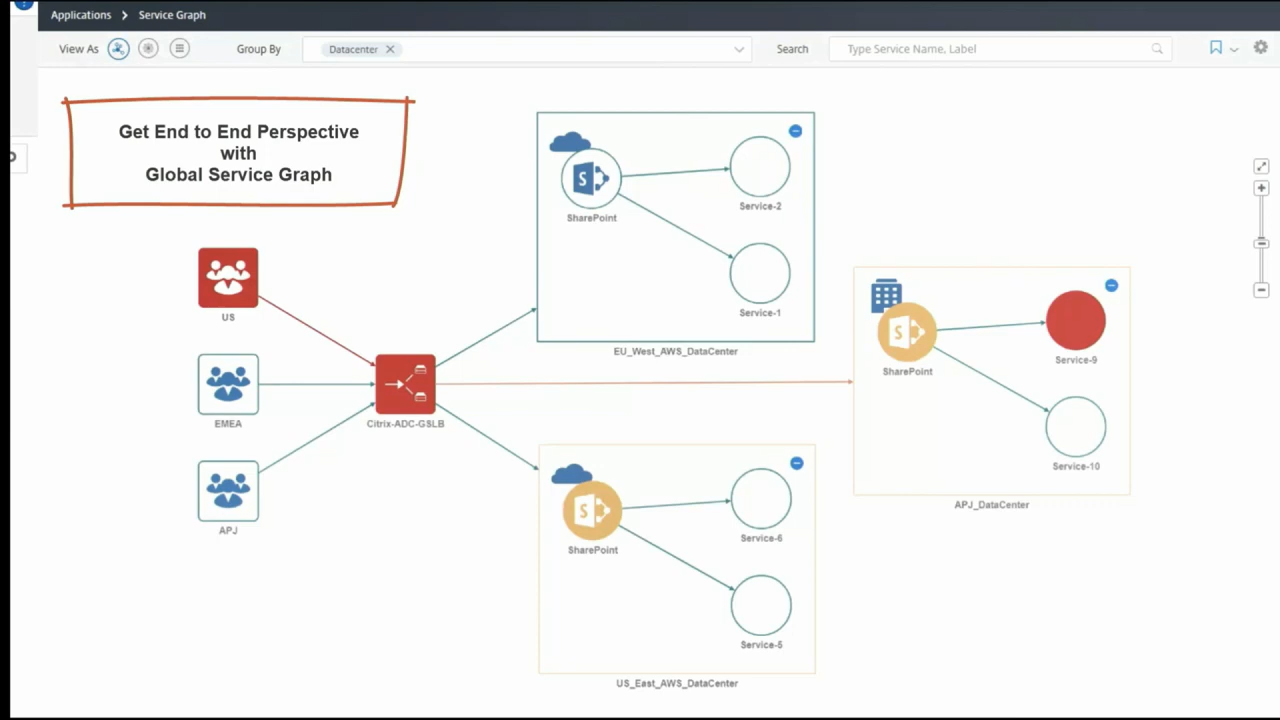 Applications > Service Graph
View As
Group By
Datacenter ×
Search
Type Service Name, Label
Get End to End Perspective
with
Global Service Graph
SharePoint
Service-2
Service-1
EU_West_AWS_DataCenter
US
EMEA
APJ
Citrix-ADC-GSLB
SharePoint
Service-9
Service-10
APJ_DataCenter
SharePoint
Service-6
Service-5
US_East_AWS_DataCenter